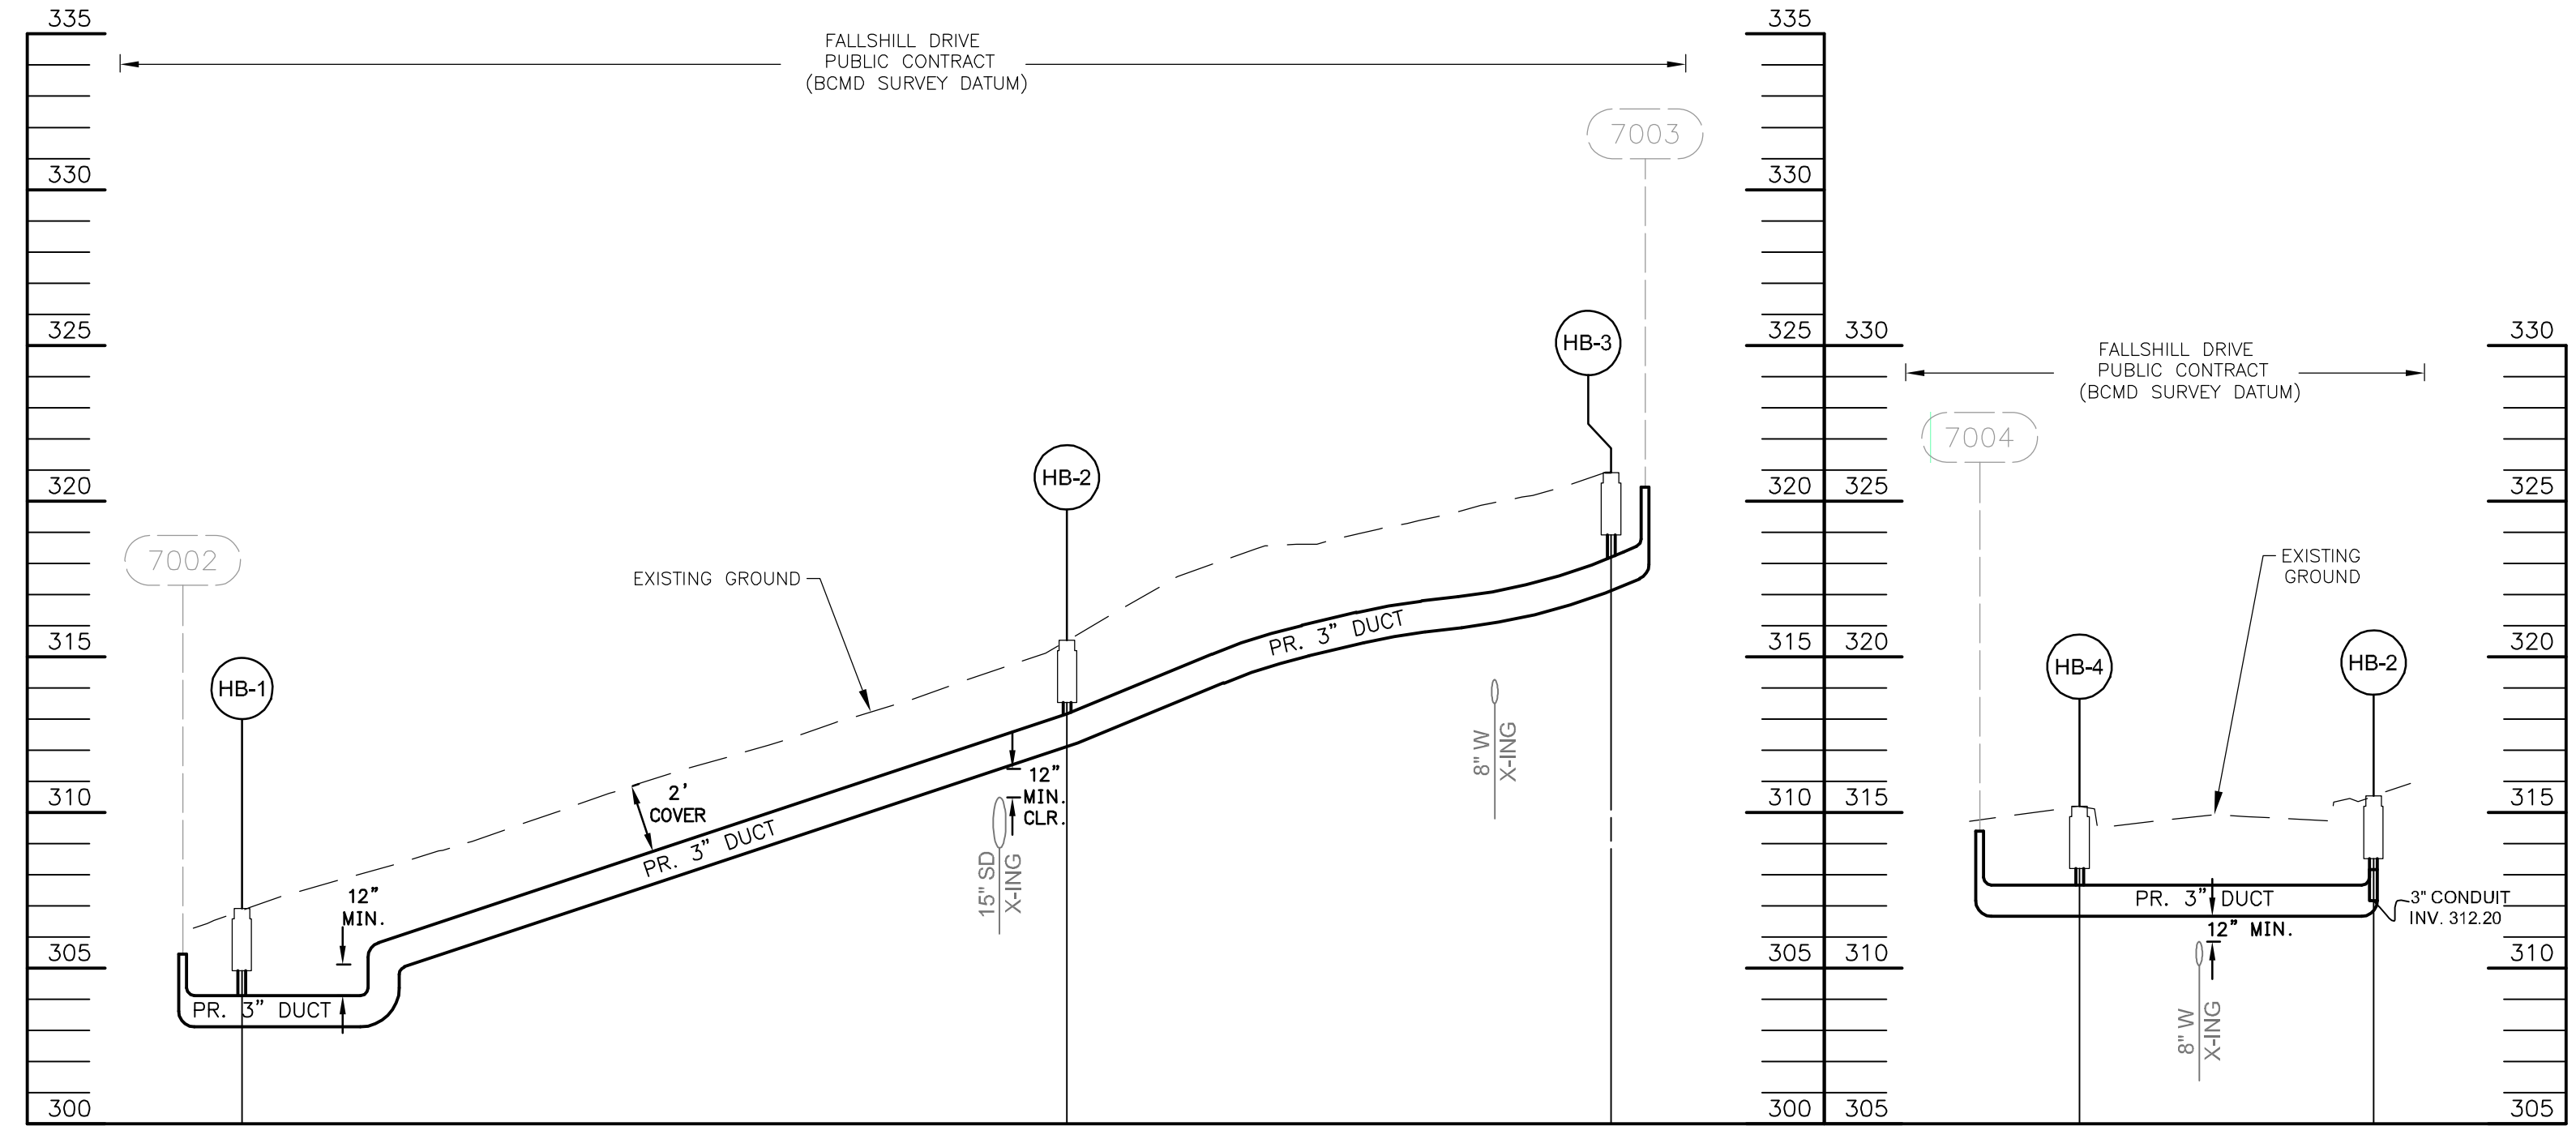 335
330
325
320
315
310
305
300
FALLSHILL DRIVE
PUBLIC CONTRACT
(BCMD SURVEY DATUM)
7002
HB-1
PR. 3" DUCT
12"
MIN.
EXISTING GROUND
2'
COVER
PR. 3" DUCT
HB-2
12"
MIN.
CLR.
15" SD
X-ING
PR. 3" DUCT
8" W
X-ING
HB-3
7003
335
330
325
320
315
310
305
300
330
325
320
315
310
305
FALLSHILL DRIVE
PUBLIC CONTRACT
(BCMD SURVEY DATUM)
7004
HB-4
EXISTING
GROUND
HB-2
PR. 3" DUCT
12" MIN.
8" W
X-ING
3" CONDUIT
INV. 312.20
330
325
320
315
310
305